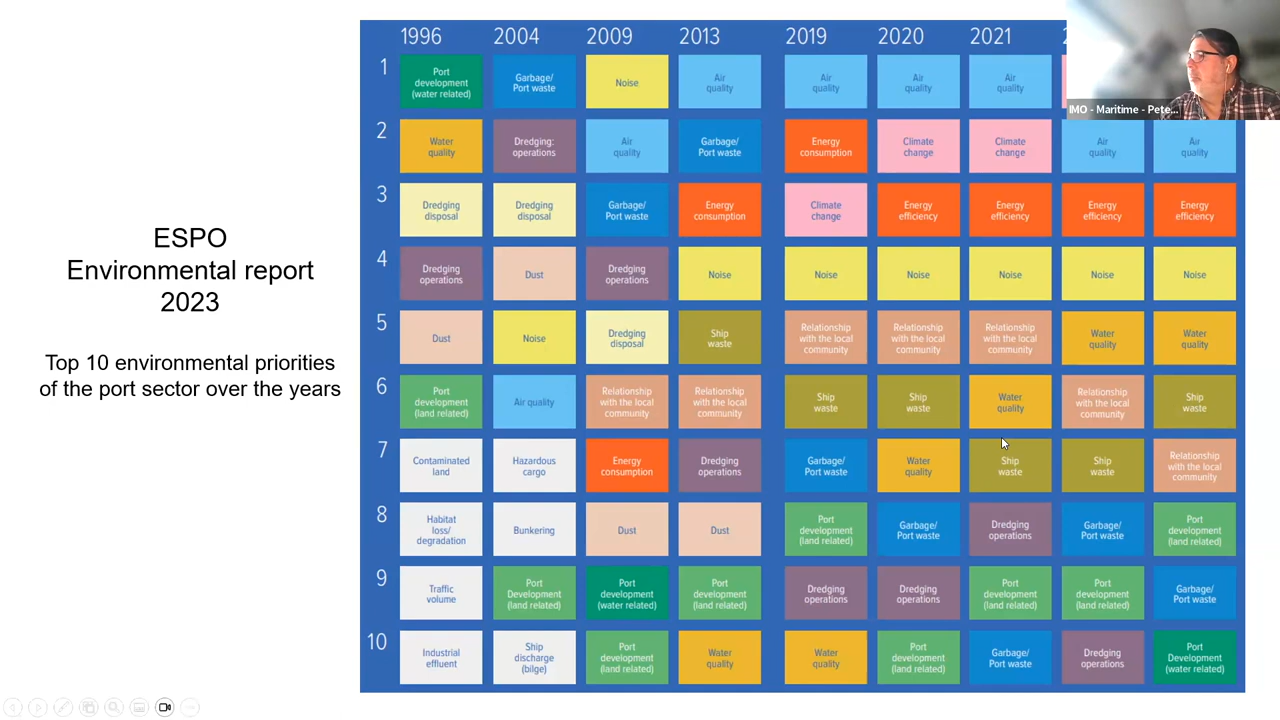 ESPO
Environmental report
2023
Top 10 environmental priorities
of the port sector over the years
1996 2004 2009 2013 2019 2020 2021
IMO - Maritime - Pete...
1
Port
development
(water related)
Garbage/
Port waste
Noise
Air
quality
Air
quality
Air
quality
Air
quality
2
Water
quality
Dredging:
operations
Air
quality
Garbage/
Port waste
Energy
consumption
Climate
change
Climate
change
Air
quality
Air
quality
3
Dredging
disposal
Dredging
disposal
Garbage/
Port waste
Energy
consumption
Climate
change
Energy
efficiency
Energy
efficiency
Energy
efficiency
Energy
efficiency
4
Dredging
operations
Dust
Dredging
operations
Noise
Noise
Noise
Noise
Noise
Noise
5
Dust
Noise
Dredging
disposal
Ship
waste
Relationship
with the local
community
Relationship
with the local
community
Relationship
with the local
community
Water
quality
Water
quality
6
Port
development
(land related)
Air quality
Relationship
with the local
community
Relationship
with the local
community
Ship
waste
Ship
waste
Water
quality
Relationship
with the local
community
Ship
waste
7
Contaminated
land
Hazardous
cargo
Energy
consumption
Dredging
operations
Garbage/
Port waste
Water
quality
Ship
waste
Ship
waste
Relationship
with the local
community
8
Habitat
loss/
degradation
Bunkering
Dust
Dust
Port
development
(land related)
Garbage/
Port waste
Dredging
operations
Garbage/
Port waste
Port
development
(land related)
9
Traffic
volume
Port
Development
(land related)
Port
development
(water related)
Port
development
(land related)
Dredging
operations
Dredging
operations
Port
development
(land related)
Port
development
(land related)
Garbage/
Port waste
10
Industrial
effluent
Ship
discharge
(bilge)
Port
development
(land related)
Water
quality
Water
quality
Port
development
(land related)
Garbage/
Port waste
Dredging
operations
Port
Development
(water related)